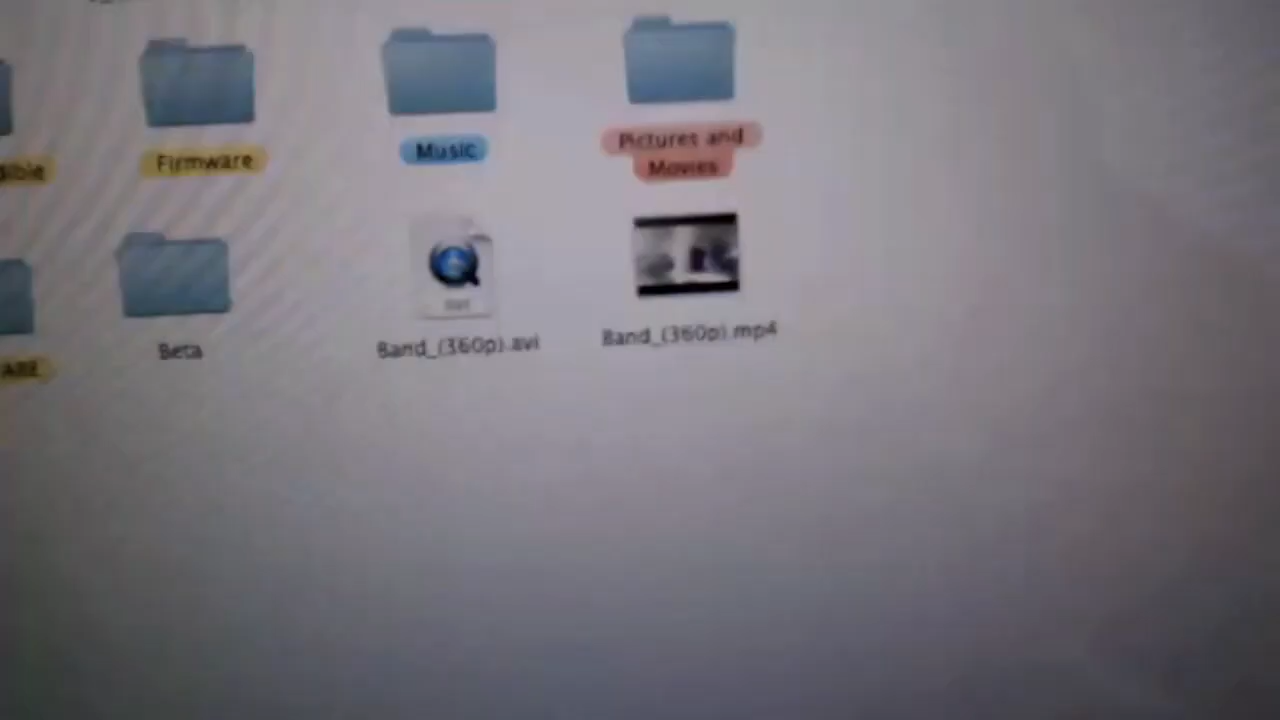 Firmware
Music
Pictures and
Movies
Beta
Band_(360p).avi
Band_(360p).mp4